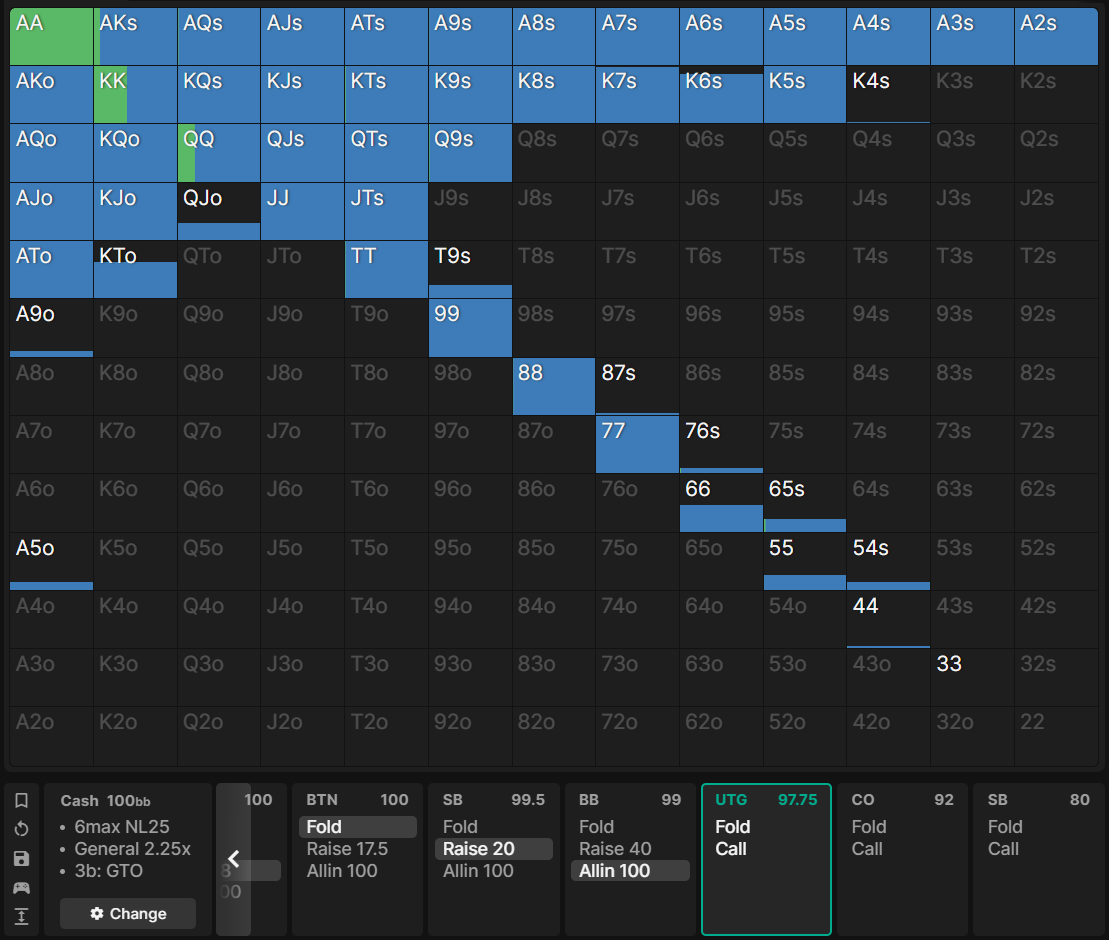 AA AKs AQs AJs ATs A9s A8s A7s A6s A5s A4s A3s A2s
AKo KK KQs KJs KTs K9s K8s K7s K6s K5s K4s K3s K2s
AQo KQo QQ QJs QTs Q9s Q8s Q7s Q6s Q5s Q4s Q3s Q2s
AJo KJo QJo JJ JTs J9s J8s J7s J6s J5s J4s J3s J2s
ATo KTo QTo JTo TT T9s T8s T7s T6s T5s T4s T3s T2s
A9o K9o Q9o J9o T9o 99 98s 97s 96s 95s 94s 93s 92s
A8o K8o Q8o J8o T8o 98o 88 87s 86s 85s 84s 83s 82s
A7o K7o Q7o J7o T7o 97o 87o 77 76s 75s 74s 73s 72s
A6o K6o Q6o J6o T6o 96o 86o 76o 66 65s 64s 63s 62s
A5o K5o Q5o J5o T5o 95o 85o 75o 65o 55 54s 53s 52s
A4o K4o Q4o J4o T4o 94o 84o 74o 64o 54o 44 43s 42s
A3o K3o Q3o J3o T3o 93o 83o 73o 63o 53o 43o 33 32s
A2o K2o Q2o J2o T2o 92o 82o 72o 62o 52o 42o 32o 22
Cash 100bb
• 6max NL25
• General 2.25x
• 3b: GTO
Change
100
8
00
BTN 100
Fold
Raise 17.5
Allin 100
SB 99.5
Fold
Raise 20
Allin 100
BB 99
Fold
Raise 40
Allin 100
UTG 97.75
Fold
Call
CO 92
Fold
Call
SB 80
Fold
Call